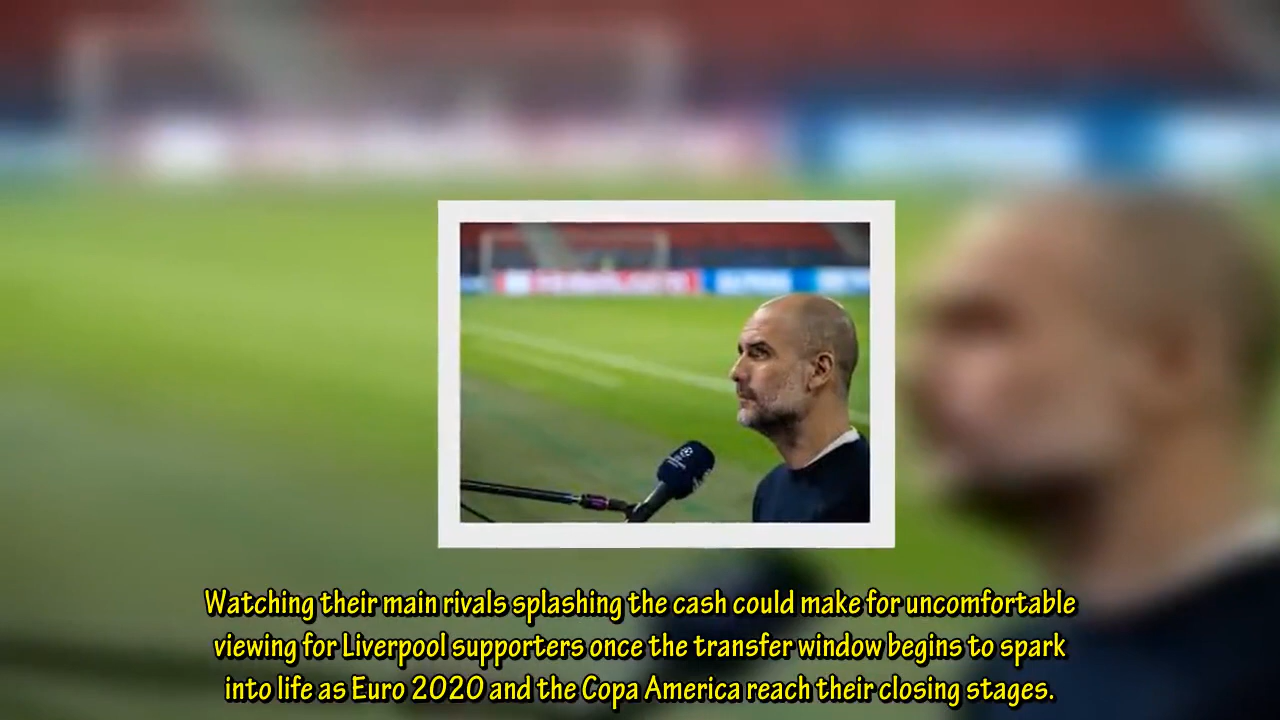 Watching their main rivals splashing the cash could make for uncomfortable
viewing for Liverpool supporters once the transfer window begins to spark
into life as Euro 2020 and the Copa America reach their closing stages.